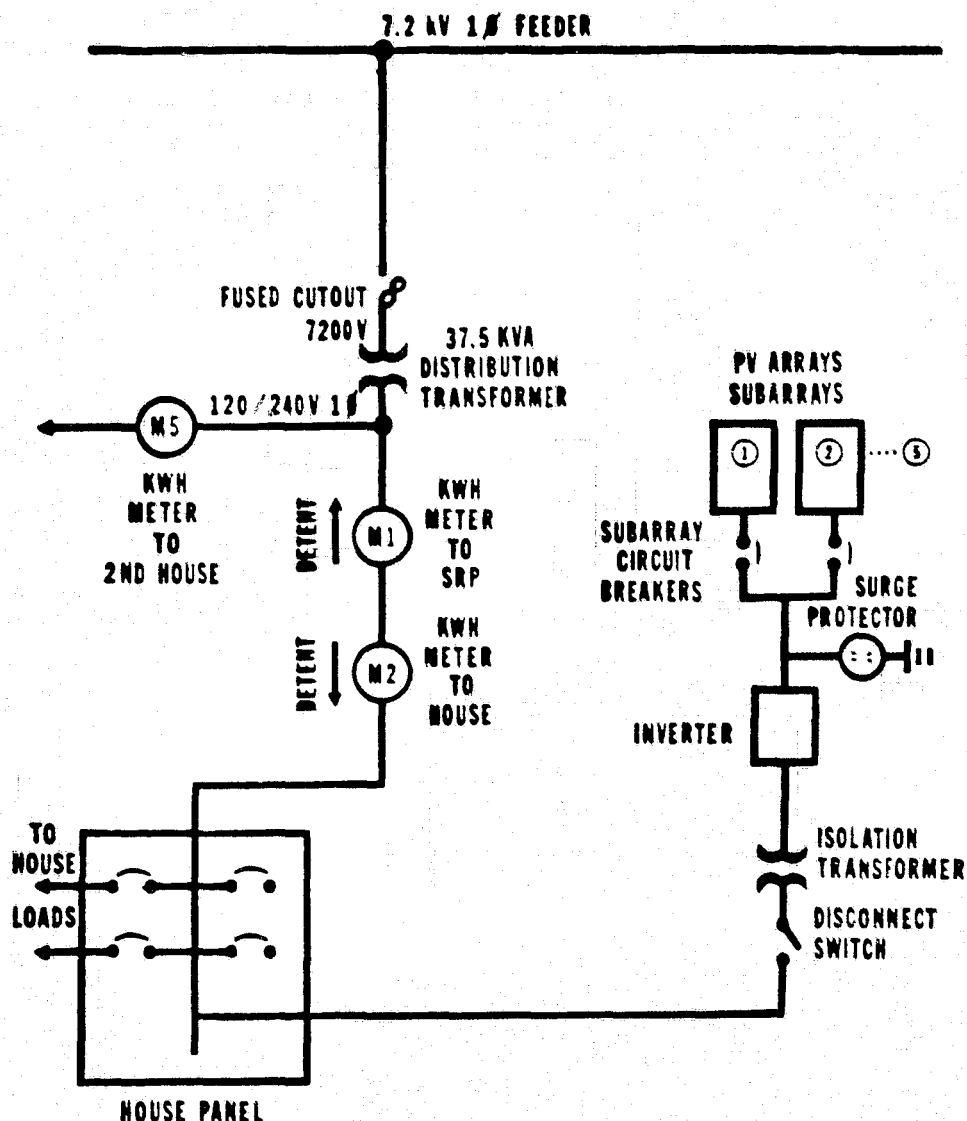 7.2 kV 1Ø FEEDER
FUSED CUTOUT
7200V
37.5 KVA
DISTRIBUTION
TRANSFORMER
120/240V 1Ø
M5
KWH
METER
TO
2ND HOUSE
DETENT
M1
KWH
METER
TO
SRP
DETENT
M2
KWH
METER
TO
HOUSE
PV ARRAYS
SUBARRAYS
1
2
....
5
SUBARRAY
CIRCUIT
BREAKERS
SURGE
PROTECTOR
INVERTER
ISOLATION
TRANSFORMER
DISCONNECT
SWITCH
TO
HOUSE
LOADS
HOUSE PANEL